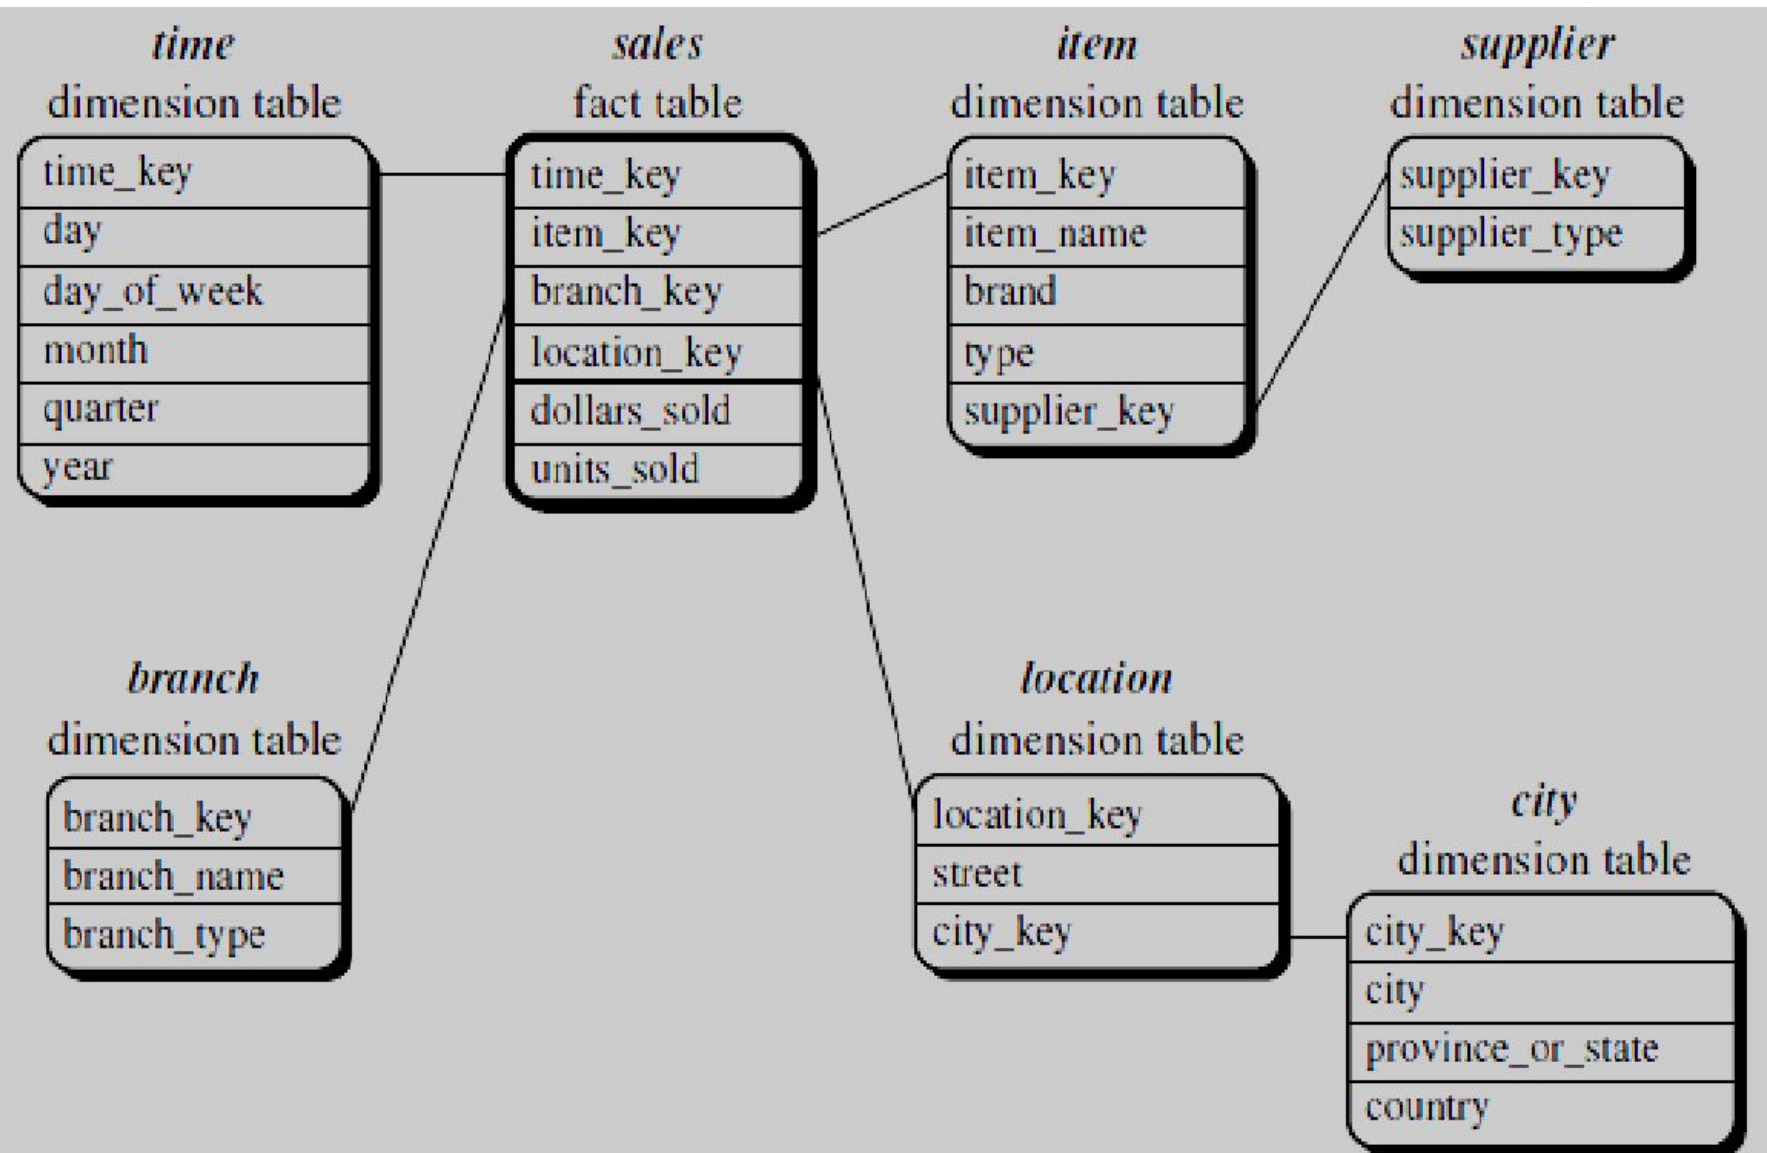 time
dimension table
time_key
day
day_of_week
month
quarter
year
sales
fact table
time_key
item_key
branch_key
location_key
dollars_sold
units_sold
item
dimension table
item_key
item_name
brand
type
supplier_key
supplier
dimension table
supplier_key
supplier_type
branch
dimension table
branch_key
branch_name
branch_type
location
dimension table
location_key
street
city_key
city
dimension table
city_key
city
province_or_state
country